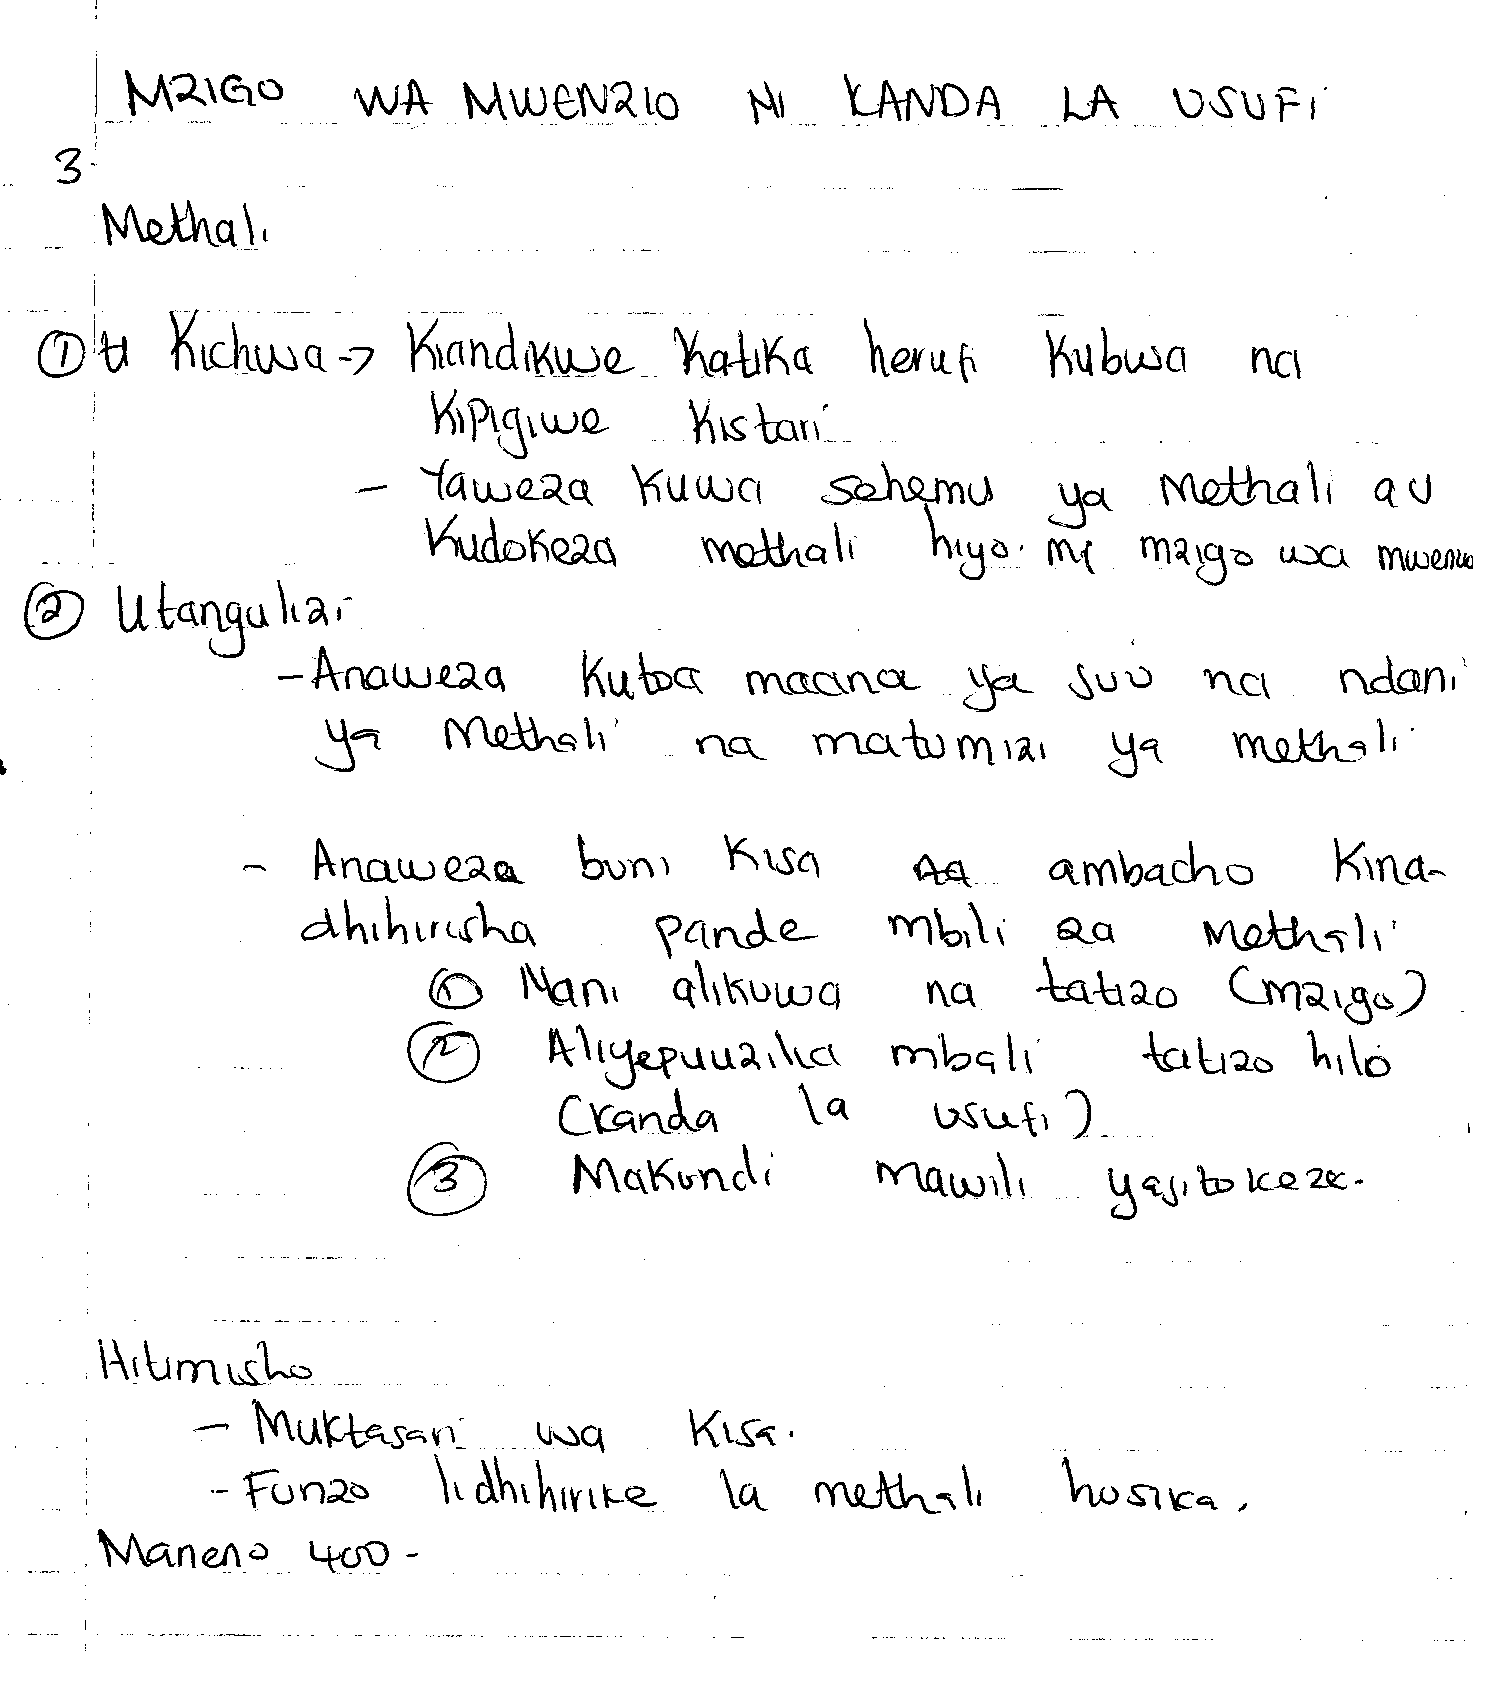 MZIGO WA MWENZIO NI KANDA LA USUFI
3.
Methali
① Kichwa → Kiandikwe Katika herufi Kubwa na
Kipigiwe Kistari
- Yaweza Kuwa sehemu ya Methali au
Kudokeza methali hiyo. mf mzigo wa mwenzio
② Utangulizi
- Anaweza Kutoa maana ya juu na ndani
ya Methali na matumizi ya methali
- Anaweza buni Kisa ambacho Kina-
dhihirisha pande mbili za Methali
① Nani alikuwa na tatizo (mzigo)
② Aliyepuuzilia mbali tatizo hilo
(Kanda la usufi)
③ Makundi mawili yajitokeze.
Hitimisho
- Muktasari wa Kisa.
- Funzo lidhihirike la methali husika.
Maneno 400 -